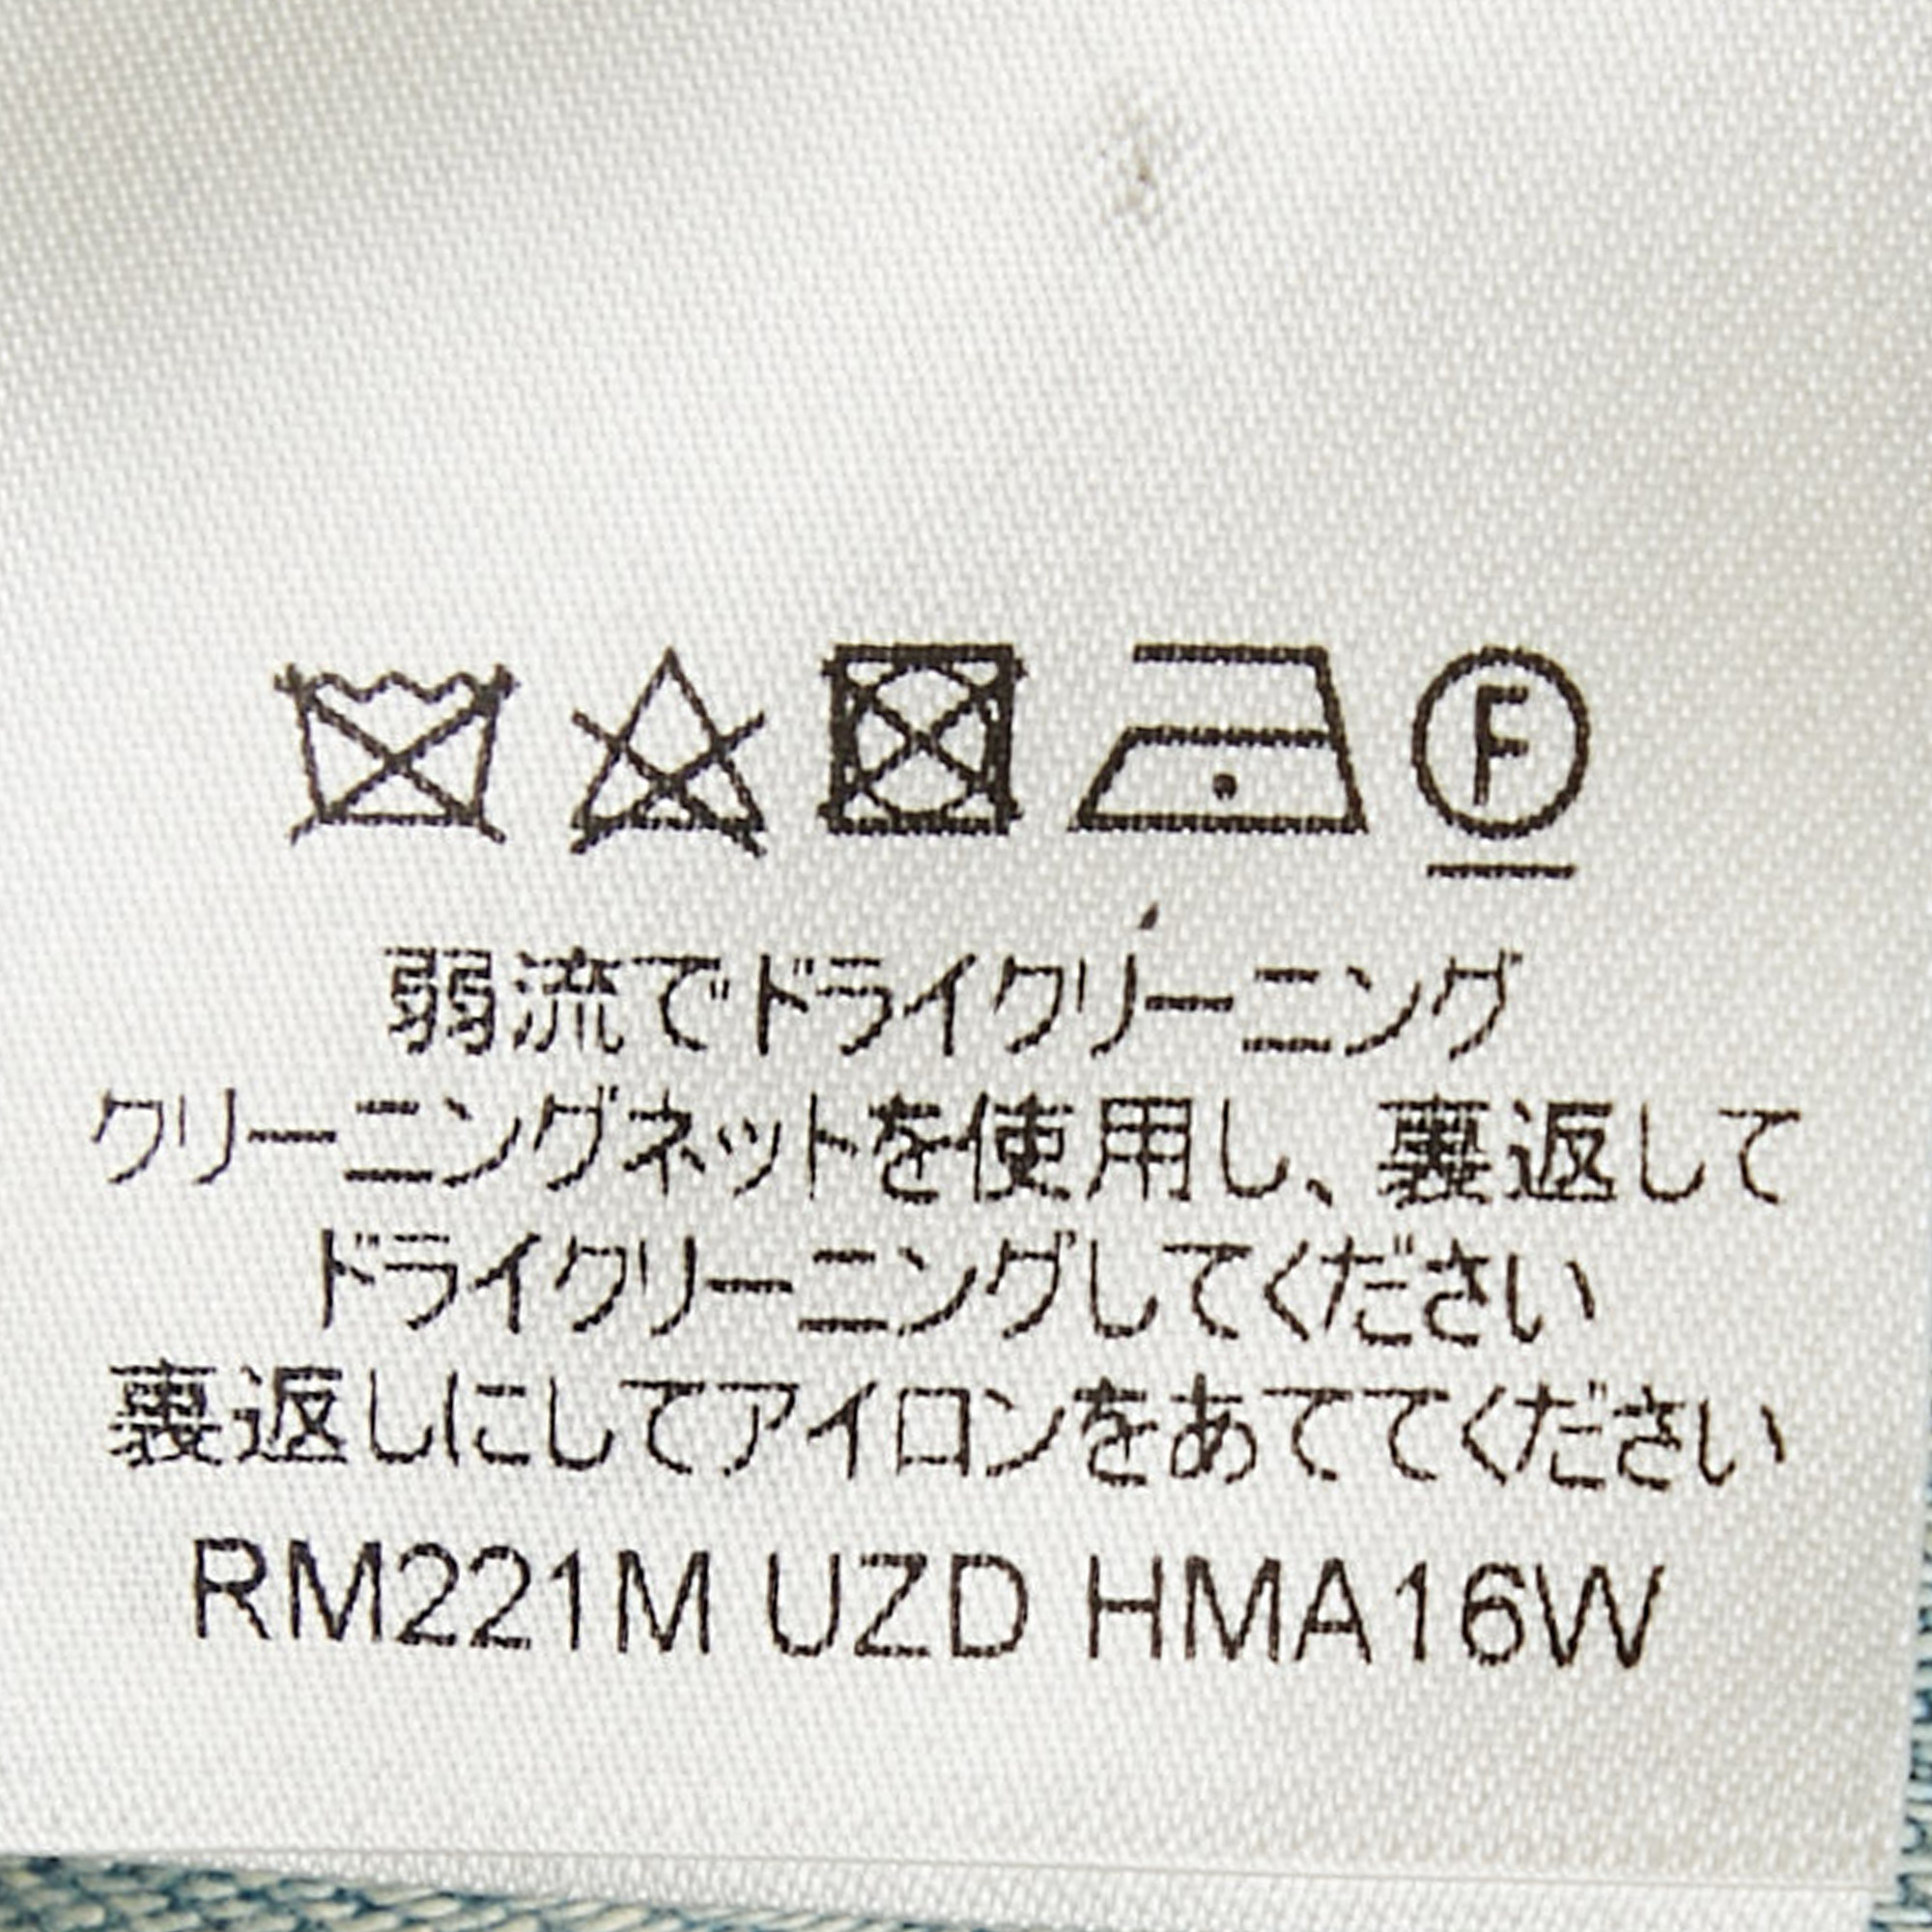 F
弱流でドライクリーニング
クリーニングネットを使用し、裏返して
ドライクリーニングしてください
裏返しにしてアイロンをあててください
RM221M UZD HMA16W